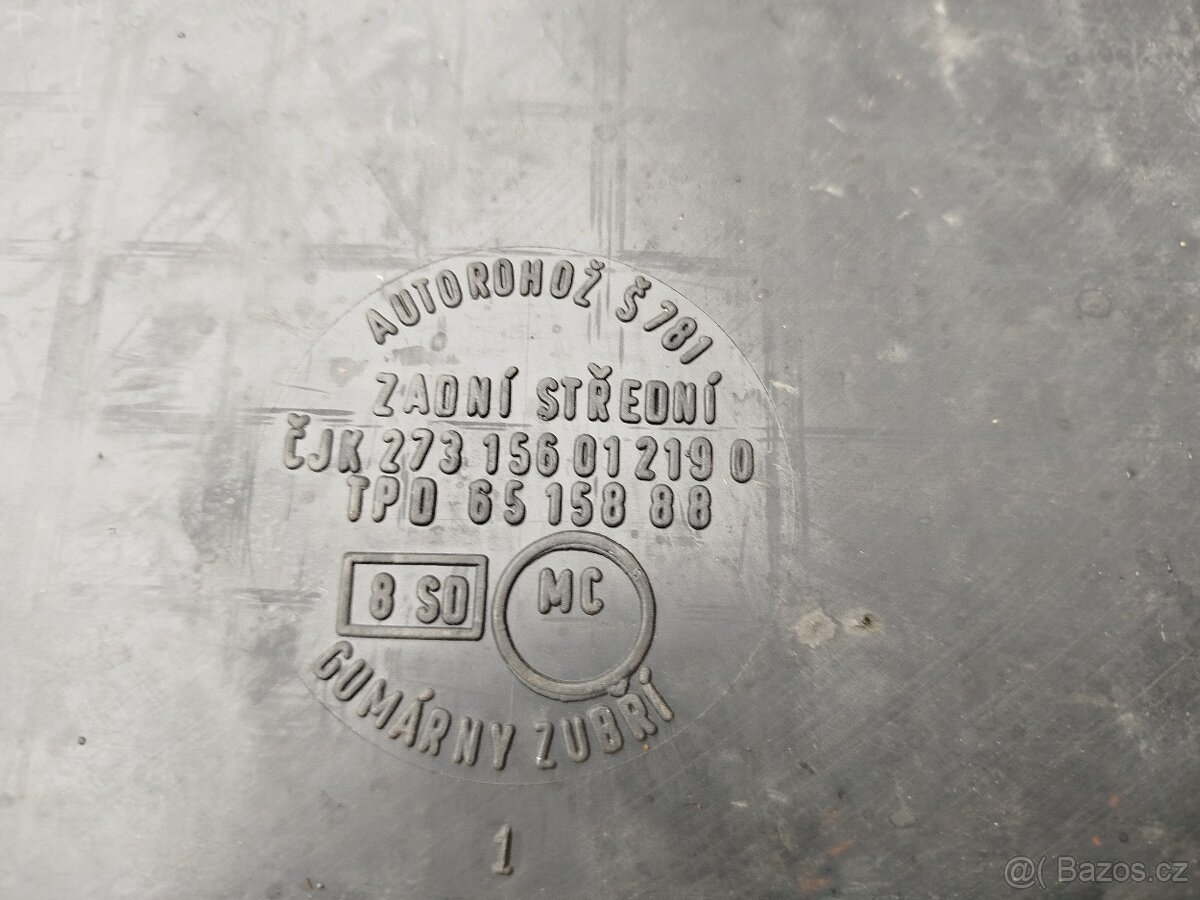 AUTOROHOŽ Š 781
ZADNÍ STŘEDNÍ
ČJK 273 156 01 219 0
TPD 65 158 88
8 SD
MC
GUMÁRNY ZUBŘÍ
1
@( Bazos.cz